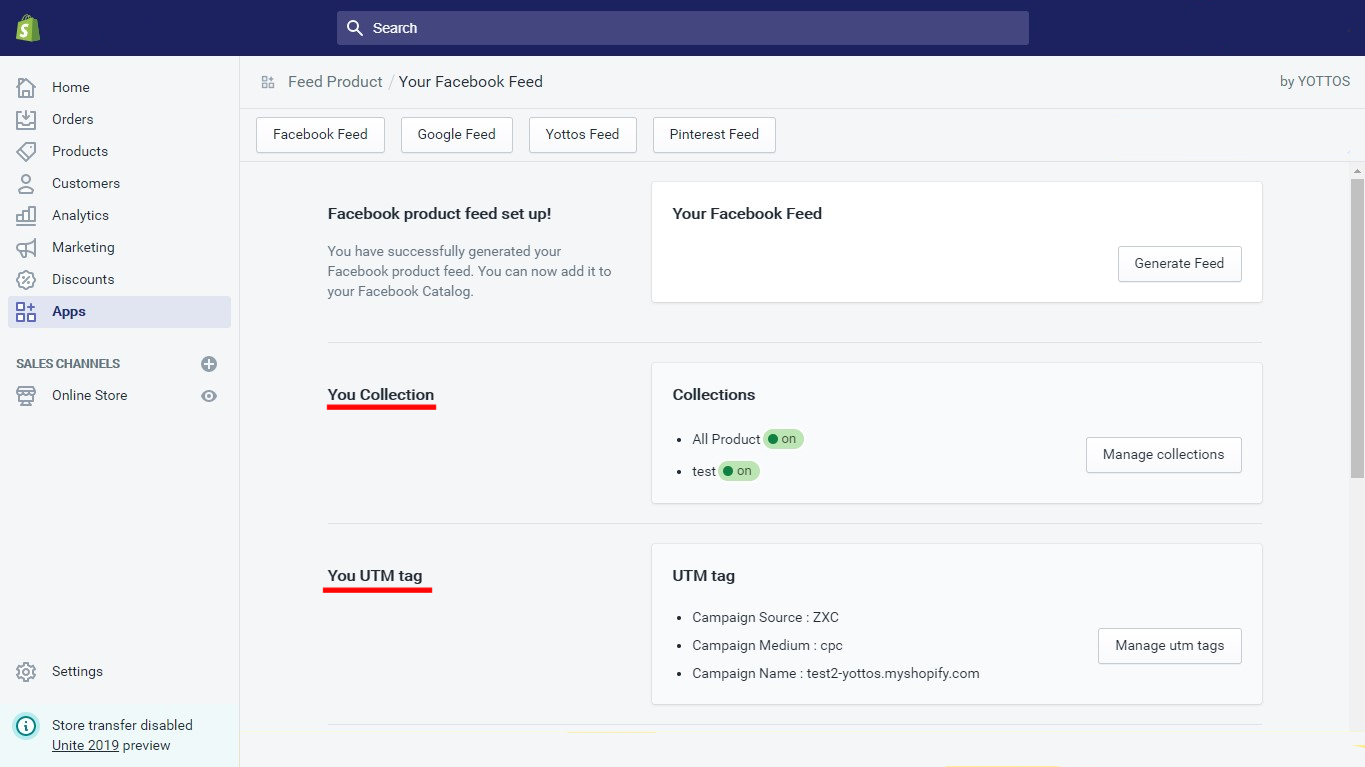 Search
Home
Orders
Products
Customers
Analytics
Marketing
Discounts
Apps
SALES CHANNELS
Online Store
Settings
Store transfer disabled
Unite 2019 preview
Feed Product / Your Facebook Feed
by YOTTOS
Facebook Feed
Google Feed
Yottos Feed
Pinterest Feed
Facebook product feed set up!
You have successfully generated your
Facebook product feed. You can now add it to
your Facebook Catalog.
Your Facebook Feed
Generate Feed
You Collection
Collections
• All Product on
• test on
Manage collections
You UTM tag
UTM tag
• Campaign Source : ZXC
• Campaign Medium : cpc
• Campaign Name : test2-yottos.myshopify.com
Manage utm tags